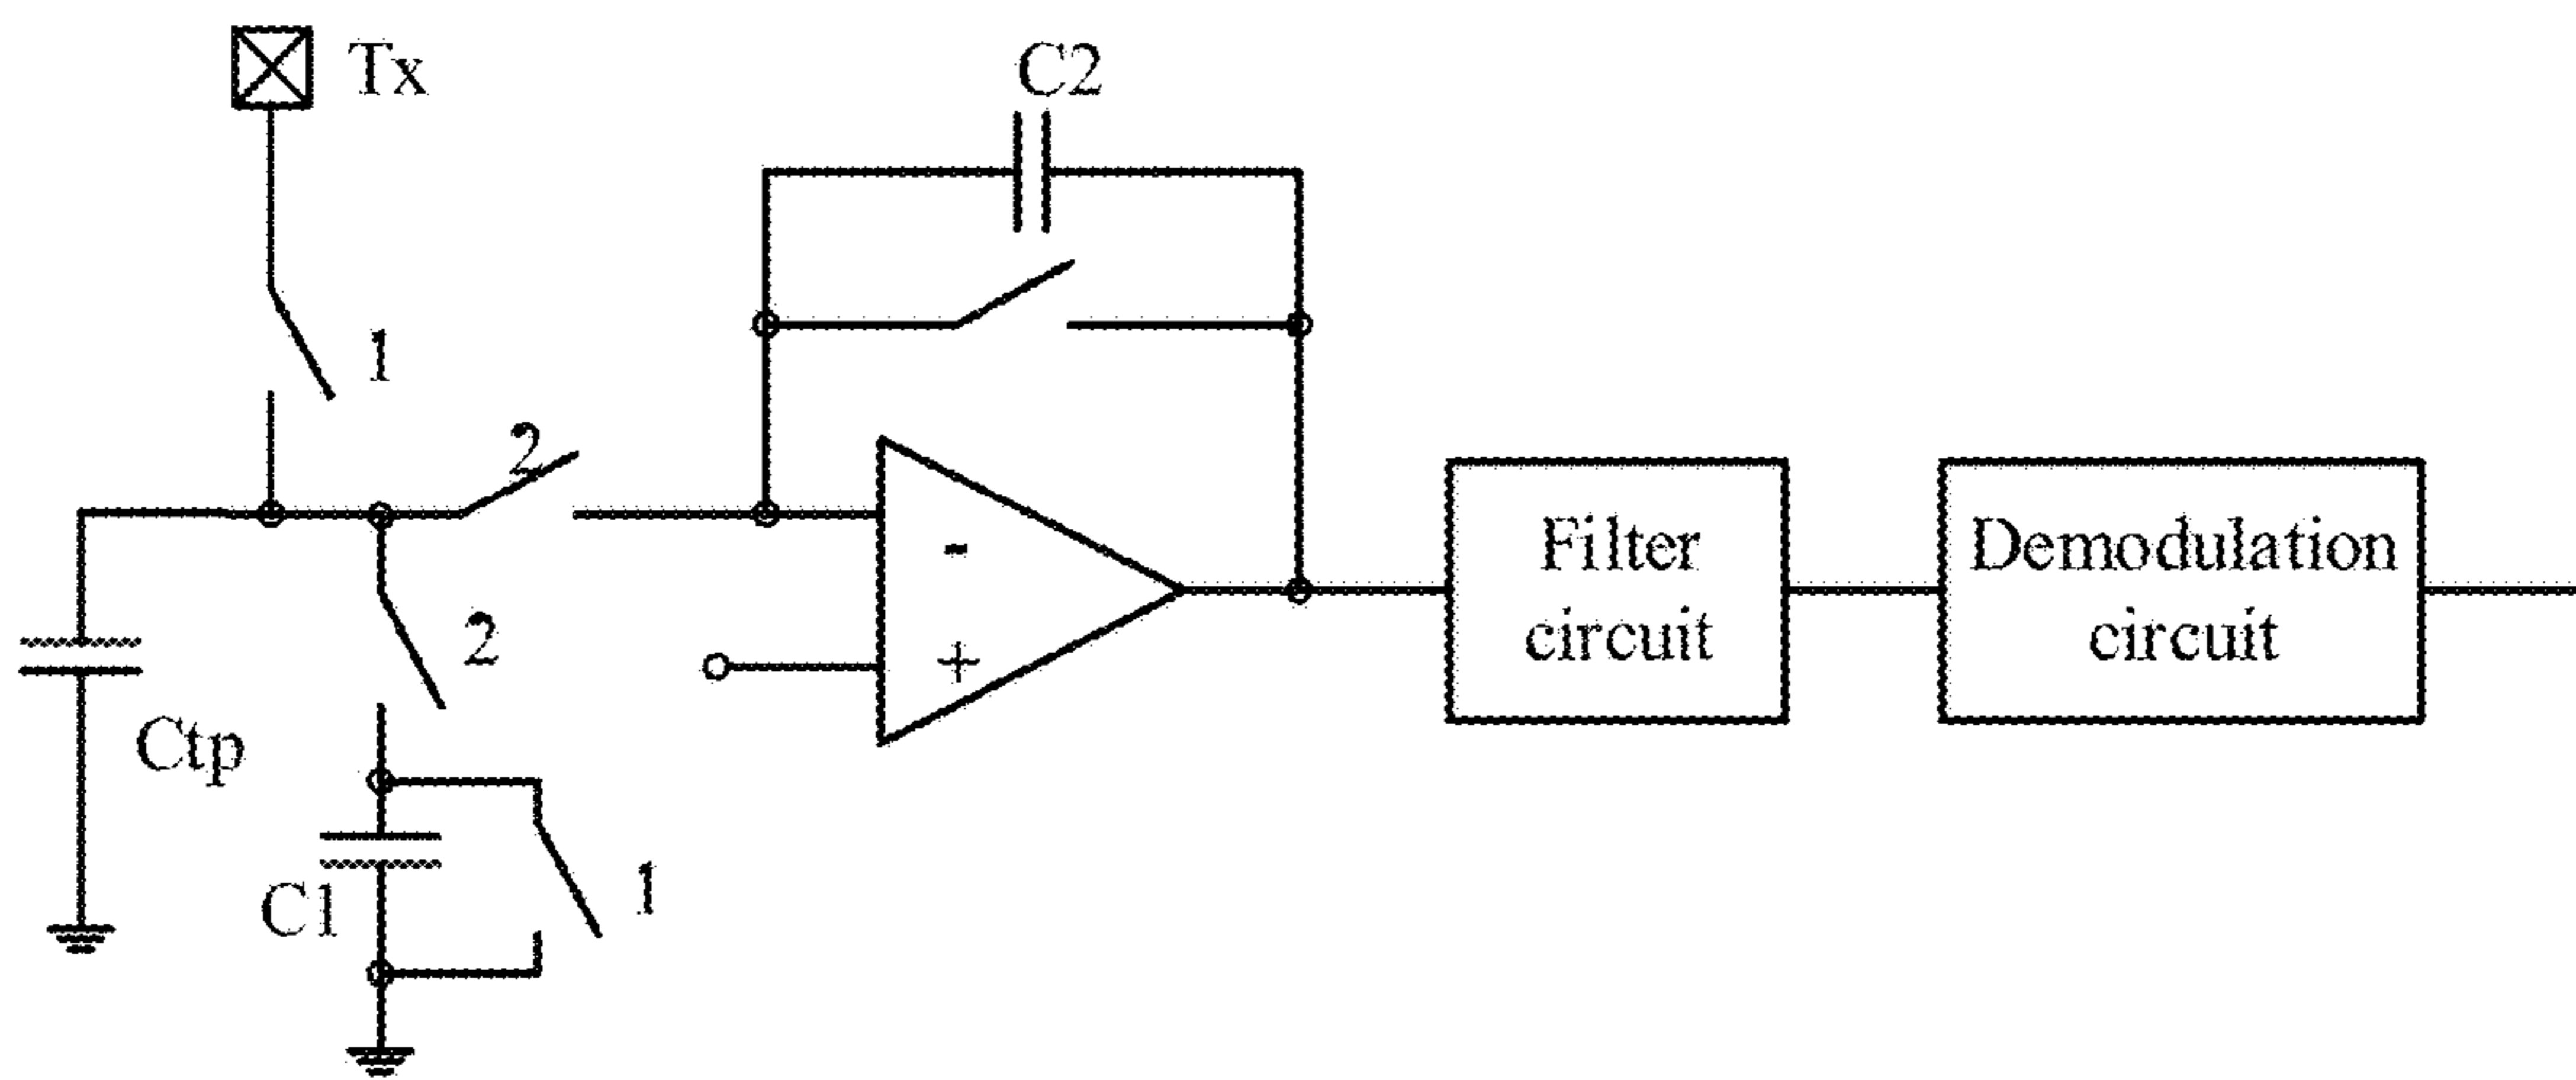 Tx
C2
1
2
2
-
+
Filter
circuit
Demodulation
circuit
Ctp
C1
1